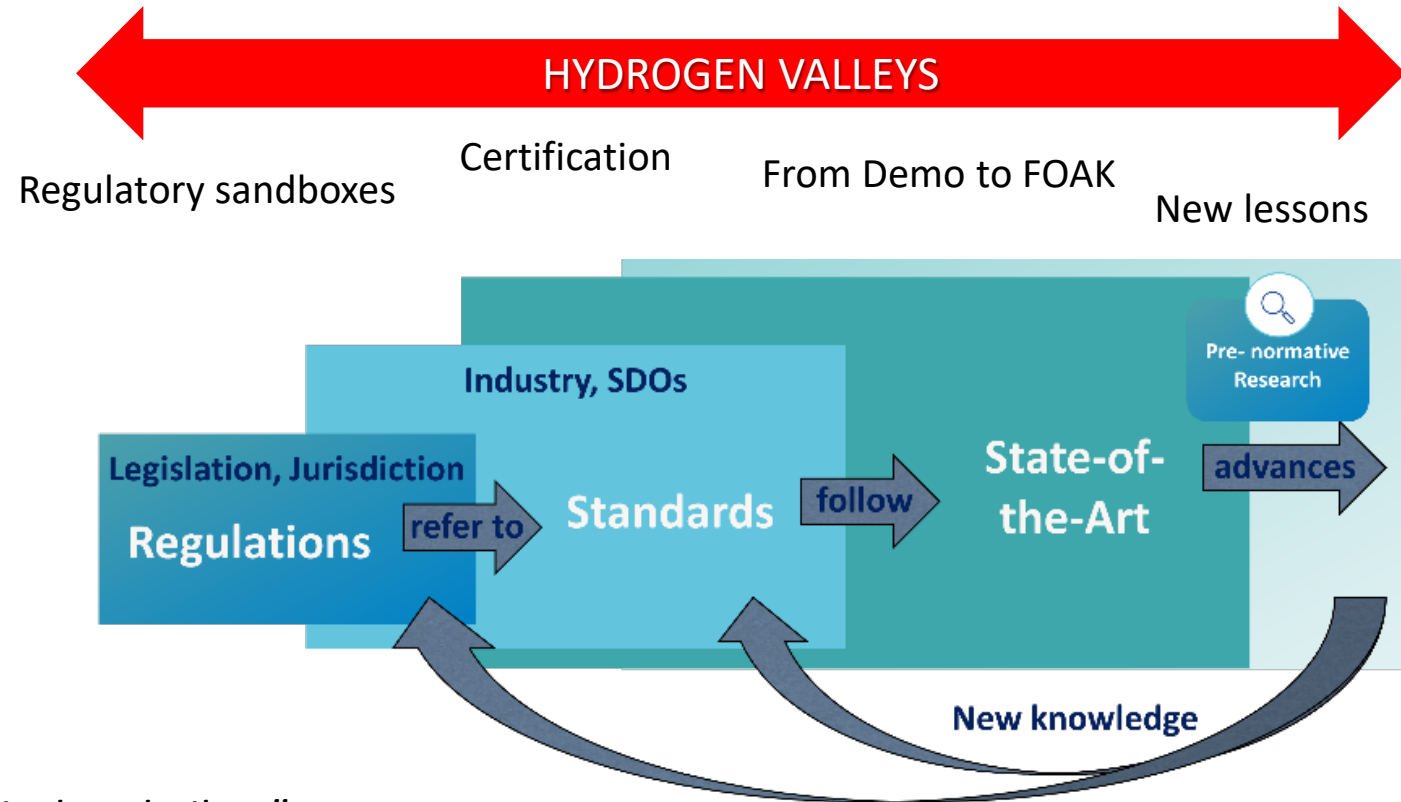 HYDROGEN VALLEYS
Certification
From Demo to FOAK
Regulatory sandboxes
New lessons
Pre- normative
Research
Industry, SDOs
Legislation, Jurisdiction
Regulations
refer to
Standards
follow
State-of-
the-Art
advances
New knowledge